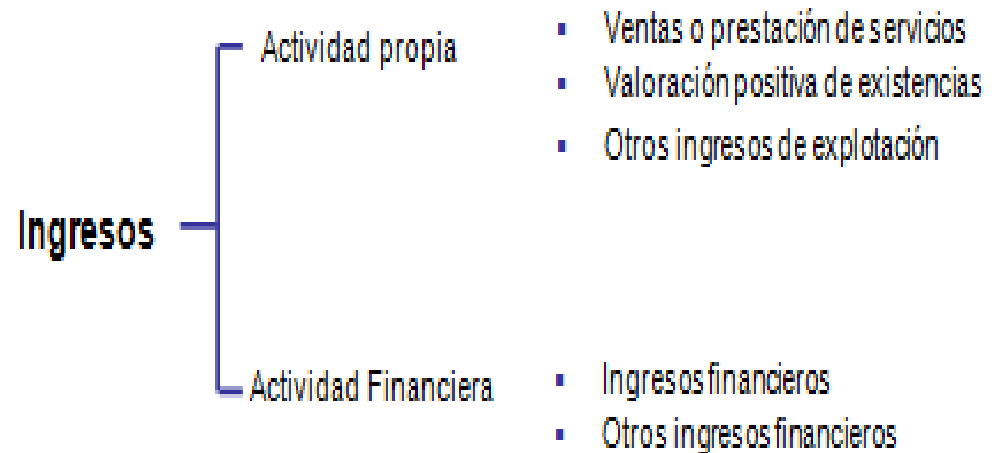 Ingresos
Actividad propia
Ventas o prestación de servicios
Valoración positiva de existencias
Otros ingresos de explotación
Actividad Financiera
Ingresos financieros
Otros ingresos financieros